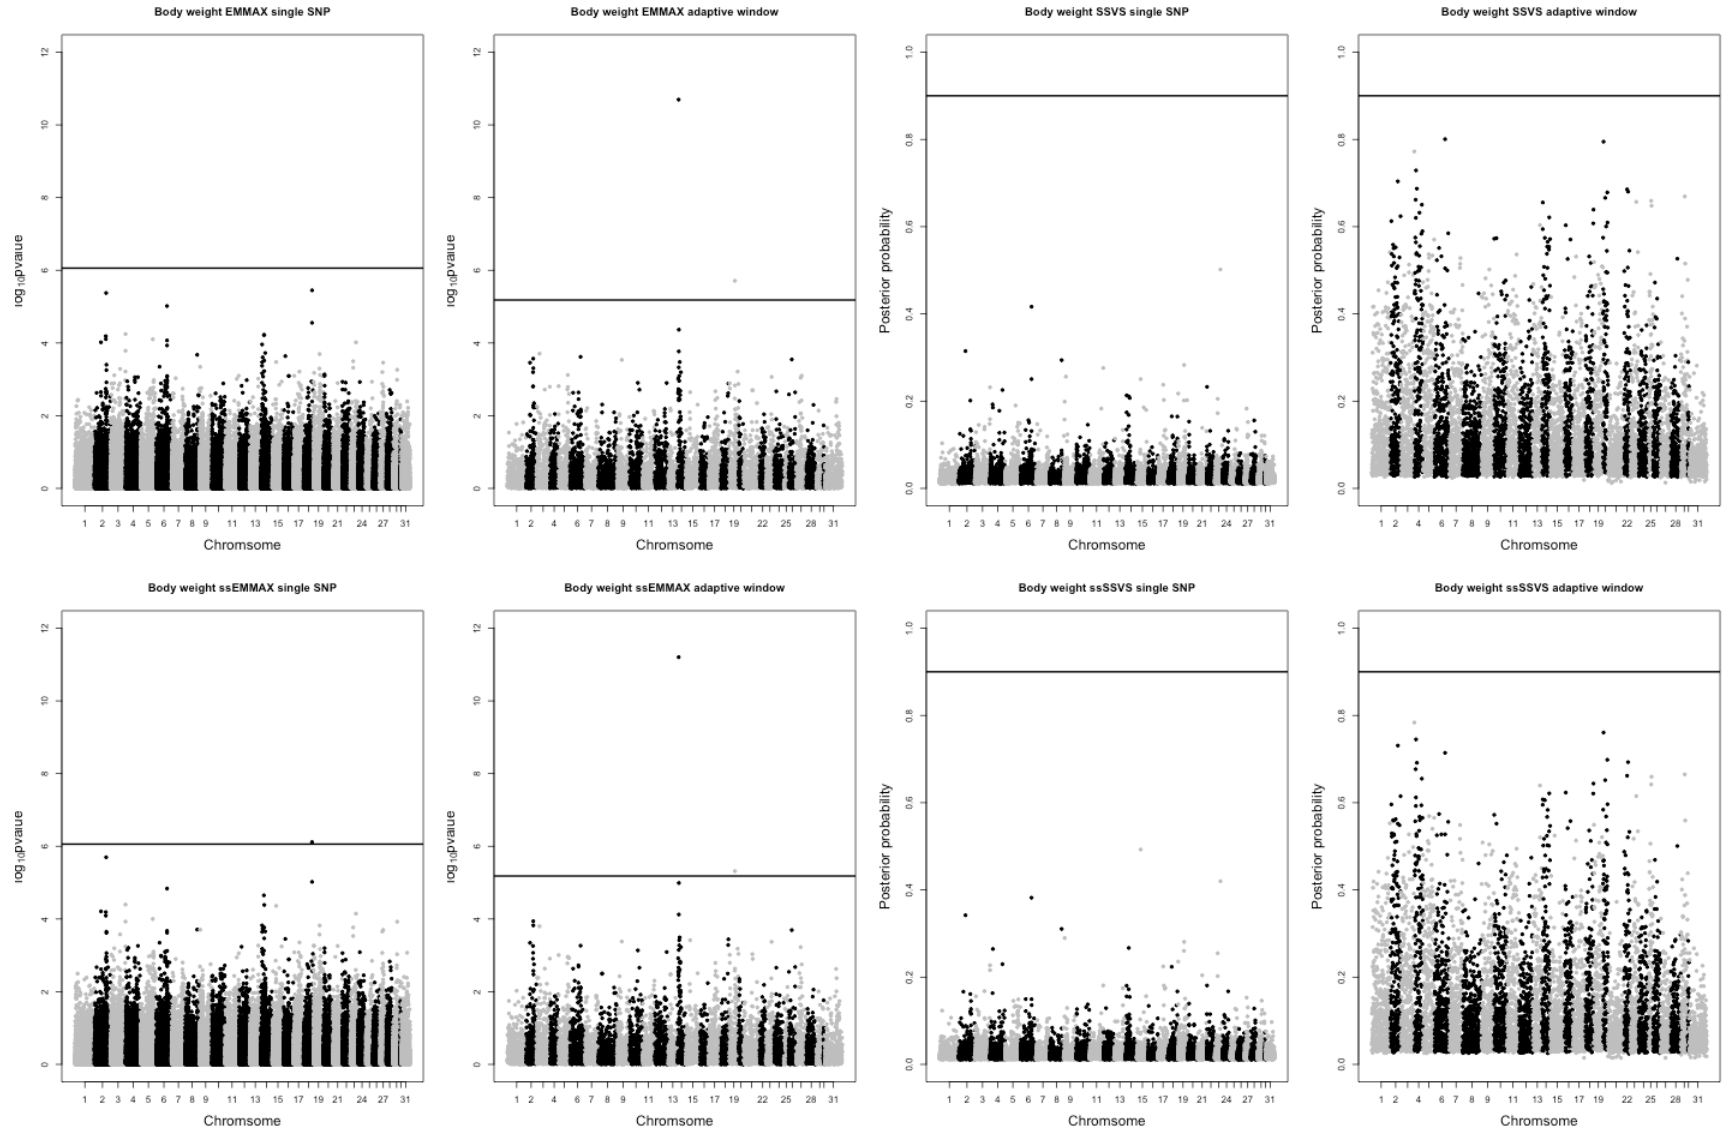 Body weight EMMAX single SNP
12
10
8
6
4
2
0
log10pvalue
1 2 3 4 5 6 7 8 9 11 13 15 17 19 21 24 27 31
Chromsome
Body weight EMMAX adaptive window
12
10
8
6
4
2
0
log10pvalue
1 2 3 4 5 6 7 8 9 11 13 15 17 19 22 25 28 31
Chromsome
Body weight SSVS single SNP
1.0
0.8
0.6
0.4
0.2
0.0
Posterior probability
1 2 3 4 5 6 7 8 9 11 13 15 17 19 21 24 27 31
Chromsome
Body weight SSVS adaptive window
1.0
0.8
0.6
0.4
0.2
0.0
Posterior probability
1 2 4 6 8 9 11 13 15 17 19 22 25 28 31
Chromsome
Body weight ssEMMAX single SNP
12
10
8
6
4
2
0
log10pvalue
1 2 3 4 5 6 7 8 9 11 13 15 17 19 21 24 27 31
Chromsome
Body weight ssEMMAX adaptive window
12
10
8
6
4
2
0
log10pvalue
1 2 3 4 5 6 7 8 9 11 13 15 17 19 22 25 28 31
Chromsome
Body weight ssSSVS single SNP
1.0
0.8
0.6
0.4
0.2
0.0
Posterior probability
1 2 3 4 5 6 7 8 9 11 13 15 17 19 21 24 27 31
Chromsome
Body weight ssSSVS adaptive window
1.0
0.8
0.6
0.4
0.2
0.0
Posterior probability
1 2 4 6 8 9 11 13 15 17 19 22 25 28 31
Chromsome